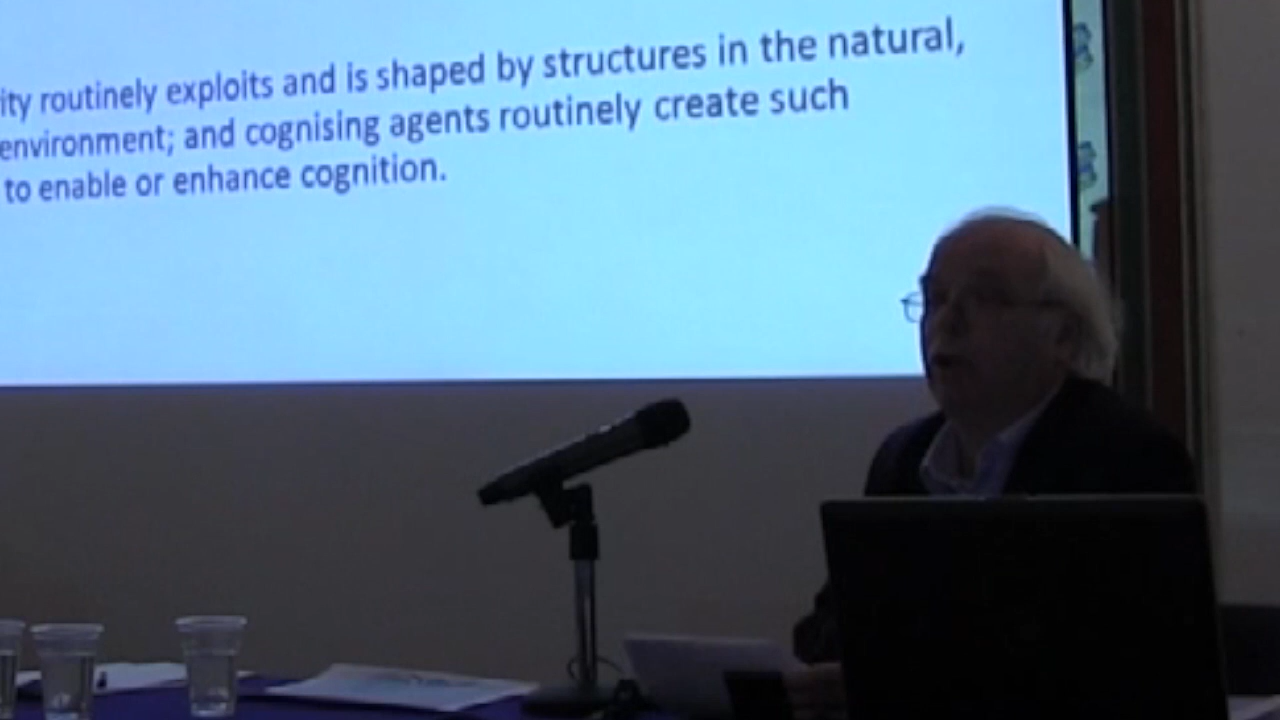 ity routinely exploits and is shaped by structures in the natural,
environment; and cognising agents routinely create such
to enable or enhance cognition.